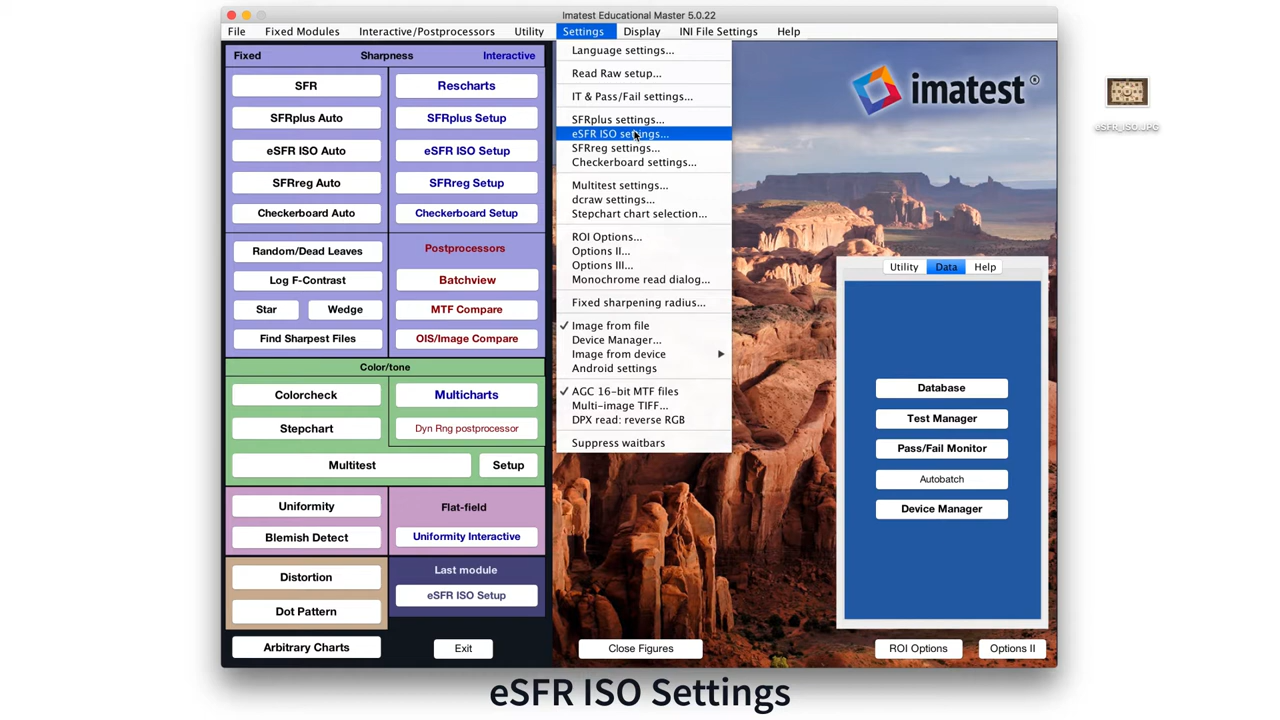 Imatest Educational Master 5.0.22
File Fixed Modules Interactive/Postprocessors Utility Settings Display INI File Settings Help
Fixed Sharpness Interactive
SFR Rescharts
SFRplus Auto SFRplus Setup
eSFR ISO Auto eSFR ISO Setup
SFRreg Auto SFRreg Setup
Checkerboard Auto Checkerboard Setup
Random/Dead Leaves Postprocessors
Log F-Contrast Batchview
Star Wedge MTF Compare
Find Sharpest Files OIS/Image Compare
Color/tone
Colorcheck Multicharts
Stepchart Dyn Rng postprocessor
Multitest Setup
Uniformity Flat-field
Blemish Detect Uniformity Interactive
Distortion Last module
Dot Pattern eSFR ISO Setup
Arbitrary Charts Exit
Language settings...
Read Raw setup...
IT & Pass/Fail settings...
SFRplus settings...
eSFR ISO settings...
SFRreg settings...
Checkerboard settings...
Multitest settings...
dcraw settings...
Stepchart chart selection...
ROI Options...
Options II...
Options III...
Monochrome read dialog...
Fixed sharpening radius...
✓ Image from file
Device Manager...
Image from device ▶
Android settings
✓ AGC 16-bit MTF files
Multi-image TIFF...
DPX read: reverse RGB
Suppress waitbars
imatest®
Utility Data Help
Database
Test Manager
Pass/Fail Monitor
Autobatch
Device Manager
Close Figures ROI Options Options II
eSFR_ISO.JPG
eSFR ISO Settings